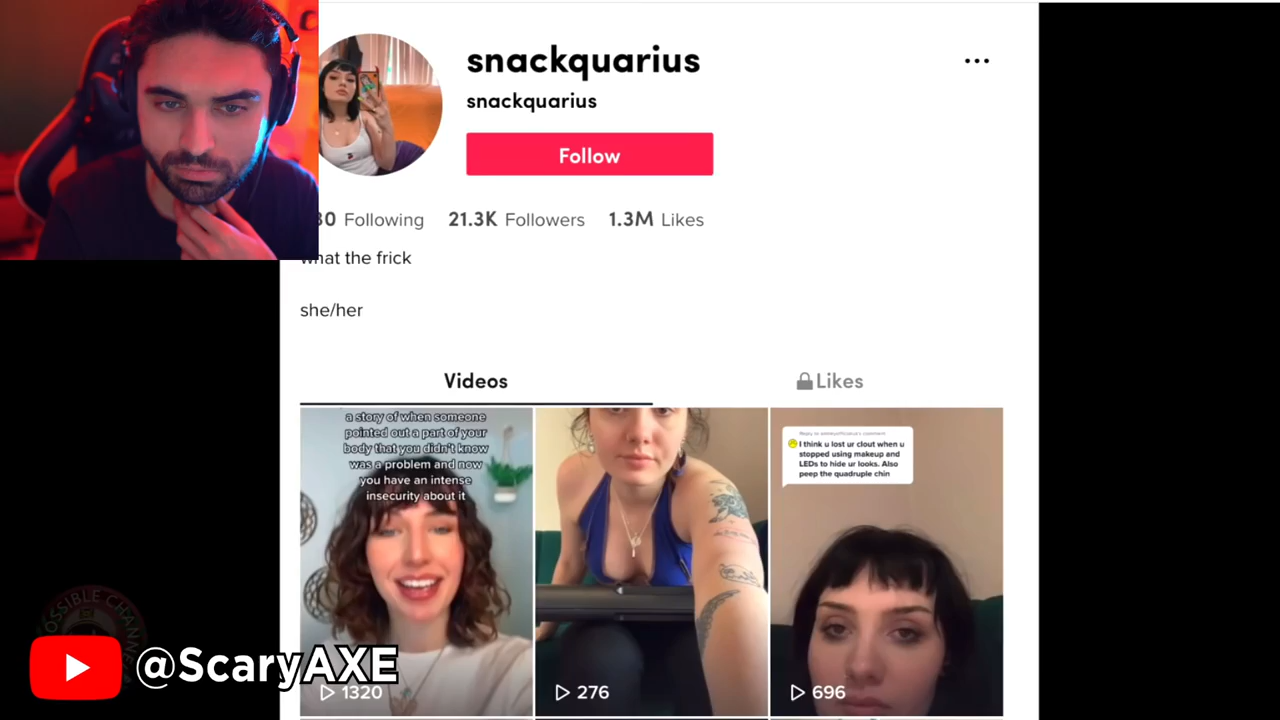 snackquarius
snackquarius
Follow
30 Following 21.3K Followers 1.3M Likes
what the frick
she/her
Videos
Likes
a story of when someone
pointed out a part of your
body that you didn't know
was a problem and now
you have an intense
insecurity about it
I think u lost ur clout when u
stopped using makeup and
LEDs to hide ur looks. Also
peep the quadruple chin
1320
276
696
@ScaryAXE